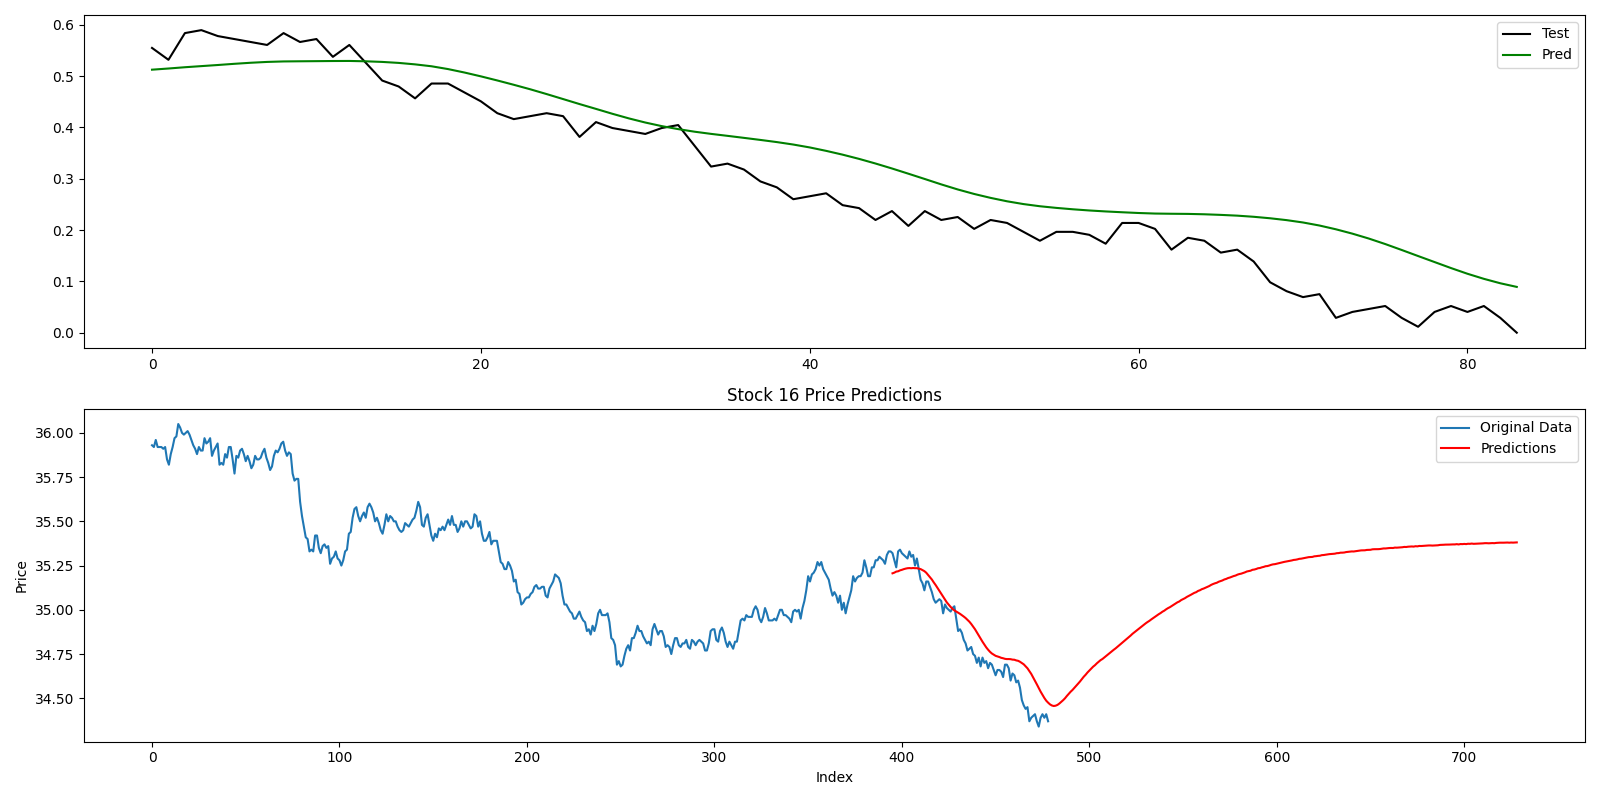 0.6
0.5
0.4
0.3
0.2
0.1
0.0
0 20 40 60 80
Test
Pred
Stock 16 Price Predictions
Price
36.00
35.75
35.50
35.25
35.00
34.75
34.50
Original Data
Predictions
0 100 200 300 400 500 600 700
Index